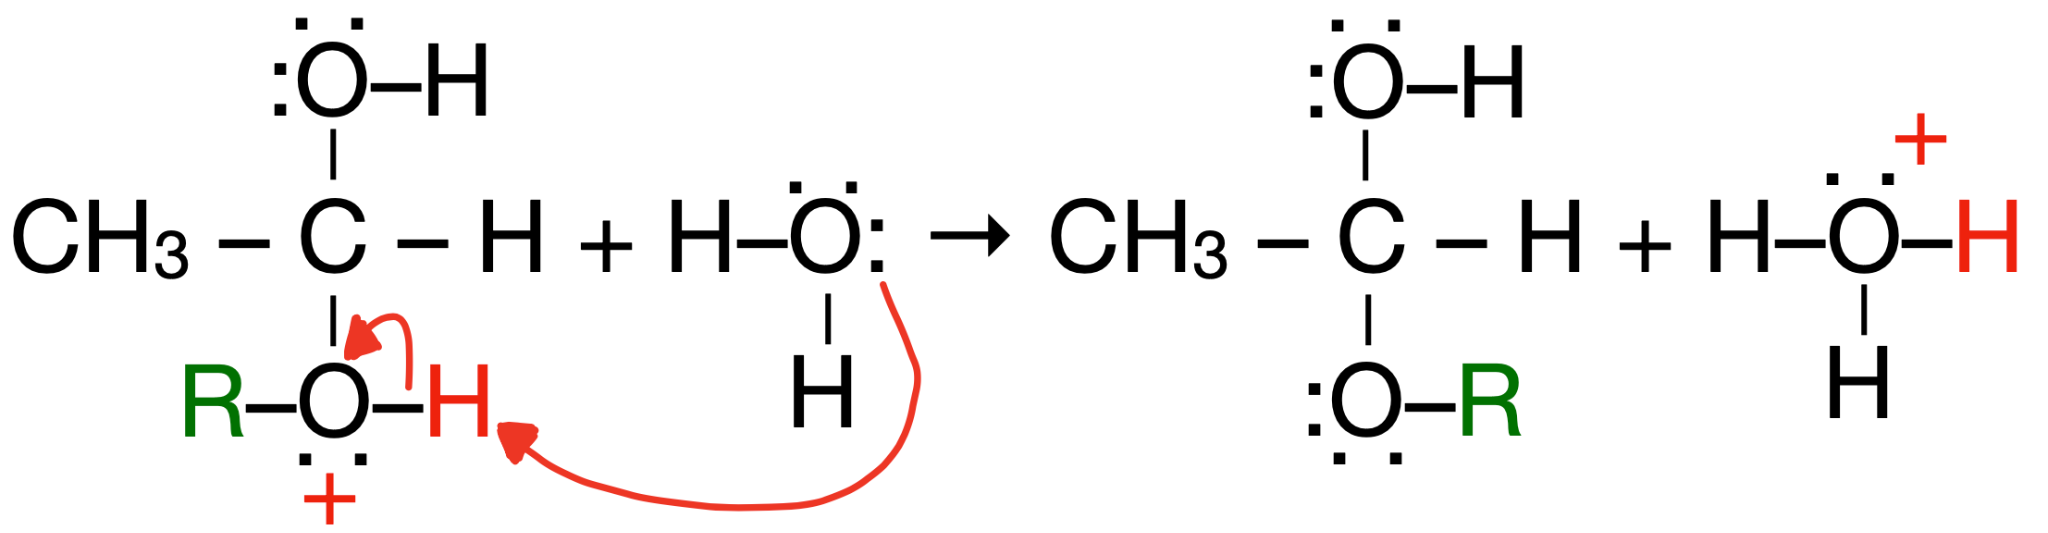 O–H O–H +
CH₃ – C – H + H–O: → CH₃ – C – H + H–O–H
R–O–H H O–R H
+